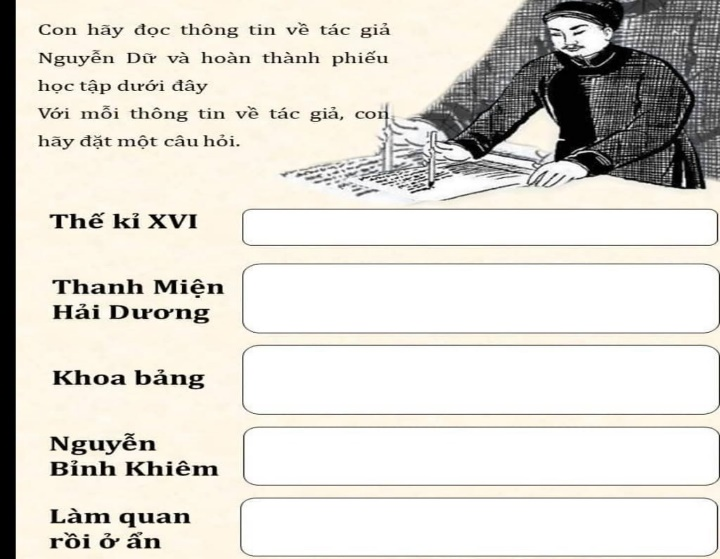 Con hãy đọc thông tin về tác giả
Nguyễn Dữ và hoàn thành phiếu
học tập dưới đây
Với mỗi thông tin về tác giả, con
hãy đặt một câu hỏi.
Thế kỉ XVI
Thanh Miện
Hải Dương
Khoa bảng
Nguyễn
Bỉnh Khiêm
Làm quan
rồi ở ẩn